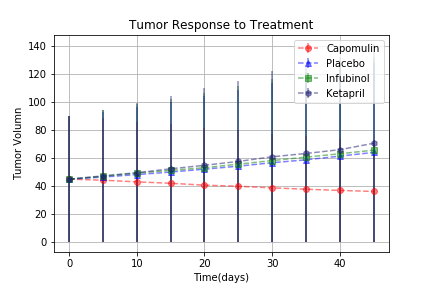 Tumor Response to Treatment
Tumor Volumn
140
120
100
80
60
40
20
0
0
10
20
30
40
Time(days)
Capomulin
Placebo
Infubinol
Ketapril